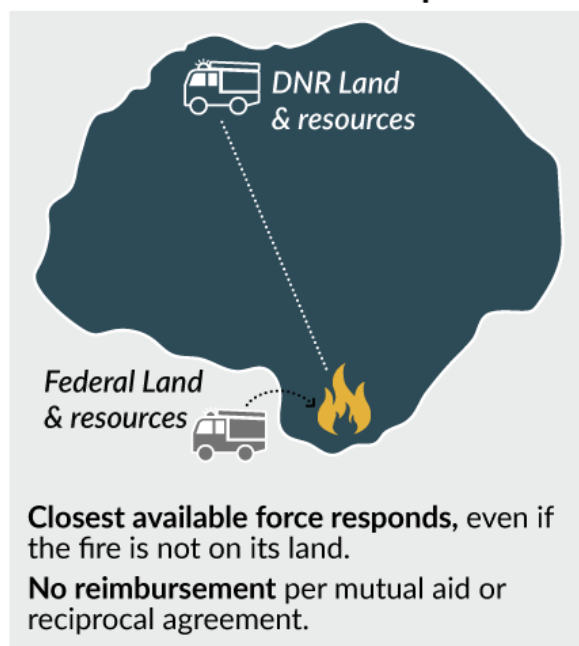 DNR Land
& resources
Federal Land
& resources
Closest available force responds, even if
the fire is not on its land.
No reimbursement per mutual aid or
reciprocal agreement.